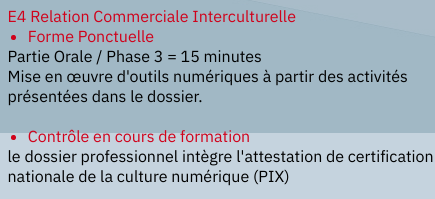 E4 Relation Commerciale Interculturelle
• Forme Ponctuelle
Partie Orale / Phase 3 = 15 minutes
Mise en œuvre d'outils numériques à partir des activités
présentées dans le dossier.
• Contrôle en cours de formation
le dossier professionnel intègre l'attestation de certification
nationale de la culture numérique (PIX)